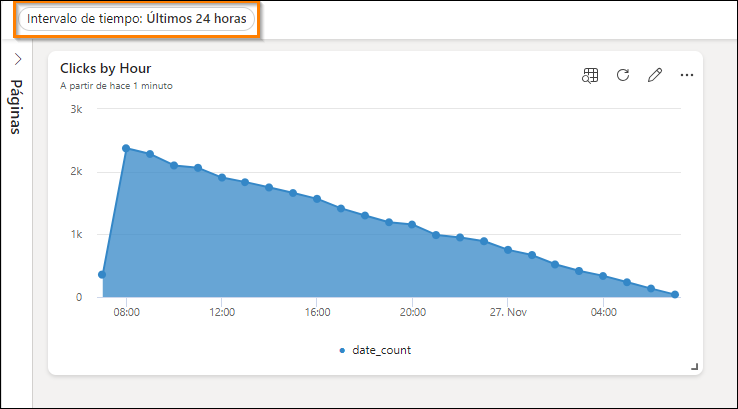 Intervalo de tiempo: Últimos 24 horas
Páginas
Clicks by Hour
A partir de hace 1 minuto
3k
2k
1k
0
08:00 12:00 16:00 20:00 27. Nov 04:00
date_count